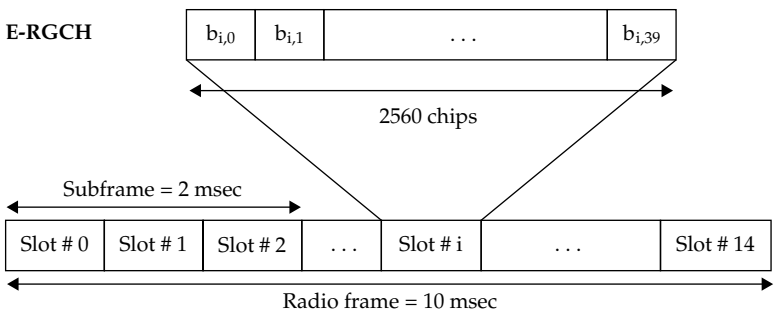 E-RGCH
b_{i,0} b_{i,1} . . . b_{i,39}
2560 chips
Subframe = 2 msec
Slot # 0 Slot # 1 Slot # 2 . . . Slot # i . . . Slot # 14
Radio frame = 10 msec